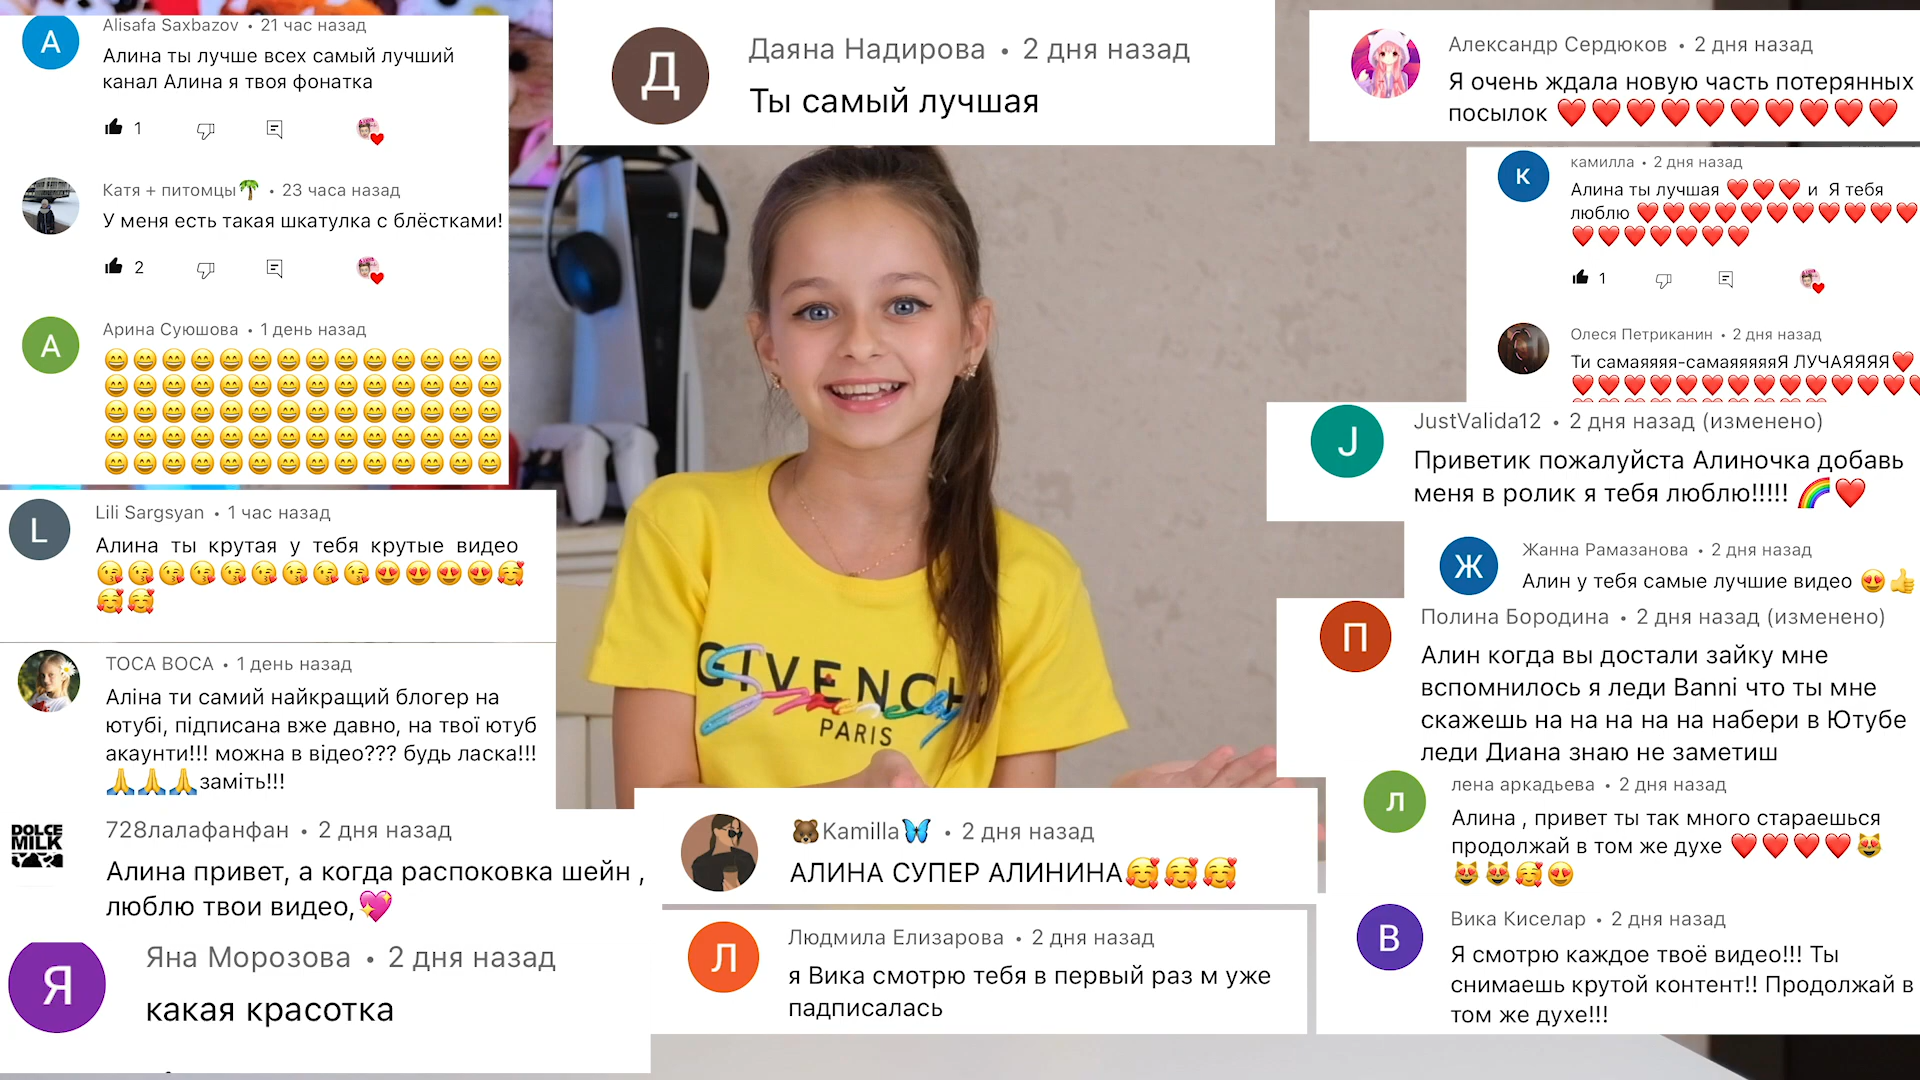 Alisafa Saxbazov • 21 час назад
Алина ты лучше всех самый лучший
канал Алина я твоя фонатка
1
Катя + питомцы🌴 • 23 часа назад
У меня есть такая шкатулка с блёстками!
2
Арина Суюшова • 1 день назад
😄😄😄😄😄😄😄😄😄😄😄😄😄😄
😄😄😄😄😄😄😄😄😄😄😄😄😄😄
😄😄😄😄😄😄😄😄😄😄😄😄😄😄
😄😄😄😄😄😄😄😄😄😄😄😄😄😄
😄😄😄😄😄😄😄😄😄😄😄😄😄😄
Lili Sargsyan • 1 час назад
Алина ты крутая у тебя крутые видео
😘😘😘😘😘😘😘😘😘😍😍😍😍🥰
🥰🥰
TOCA BOCA • 1 день назад
Аліна ти самий найкращий блогер на
ютубі, підписана вже давно, на твої ютуб
акаунти!!! можна в відео??? будь ласка!!!
🙏🙏🙏заміть!!!
DOLCE
MILK
728лалафанфан • 2 дня назад
Алина привет, а когда распоковка шейн ,
люблю твои видео,💖
Яна Морозова • 2 дня назад
какая красотка
Даяна Надирова • 2 дня назад
Ты самый лучшая
GIVENCHY
PARIS
🐻Kamilla🦋 • 2 дня назад
АЛИНА СУПЕР АЛИНИНА🥰🥰🥰
Людмила Елизарова • 2 дня назад
я Вика смотрю тебя в первый раз м уже
падписалась
Александр Сердюков • 2 дня назад
Я очень ждала новую часть потерянных
посылок ❤️❤️❤️❤️❤️❤️❤️❤️❤️❤️
камилла • 2 дня назад
Алина ты лучшая ❤️❤️❤️ и Я тебя
люблю ❤️❤️❤️❤️❤️❤️❤️❤️❤️❤️❤️
❤️❤️❤️❤️❤️❤️❤️
1
Олеся Петриканин • 2 дня назад
Ти самаяяяя-самаяяяяяЯ ЛУЧАЯЯЯЯ❤️
❤️❤️❤️❤️❤️❤️❤️❤️❤️❤️❤️❤️❤️❤️
JustValida12 • 2 дня назад (изменено)
Приветик пожалуйста Алиночка добавь
меня в ролик я тебя люблю!!!!! 🌈❤️
Жанна Рамазанова • 2 дня назад
Алин у тебя самые лучшие видео 😍👍
Полина Бородина • 2 дня назад (изменено)
Алин когда вы достали зайку мне
вспомнилось я леди Banni что ты мне
скажешь на на на на на набери в Ютубе
леди Диана знаю не заметиш
лена аркадьева • 2 дня назад
Алина , привет ты так много стараешься
продолжай в том же духе ❤️❤️❤️❤️😻
😻😻🥰😍
Вика Киселар • 2 дня назад
Я смотрю каждое твоё видео!!! Ты
снимаешь крутой контент!! Продолжай в
том же духе!!!